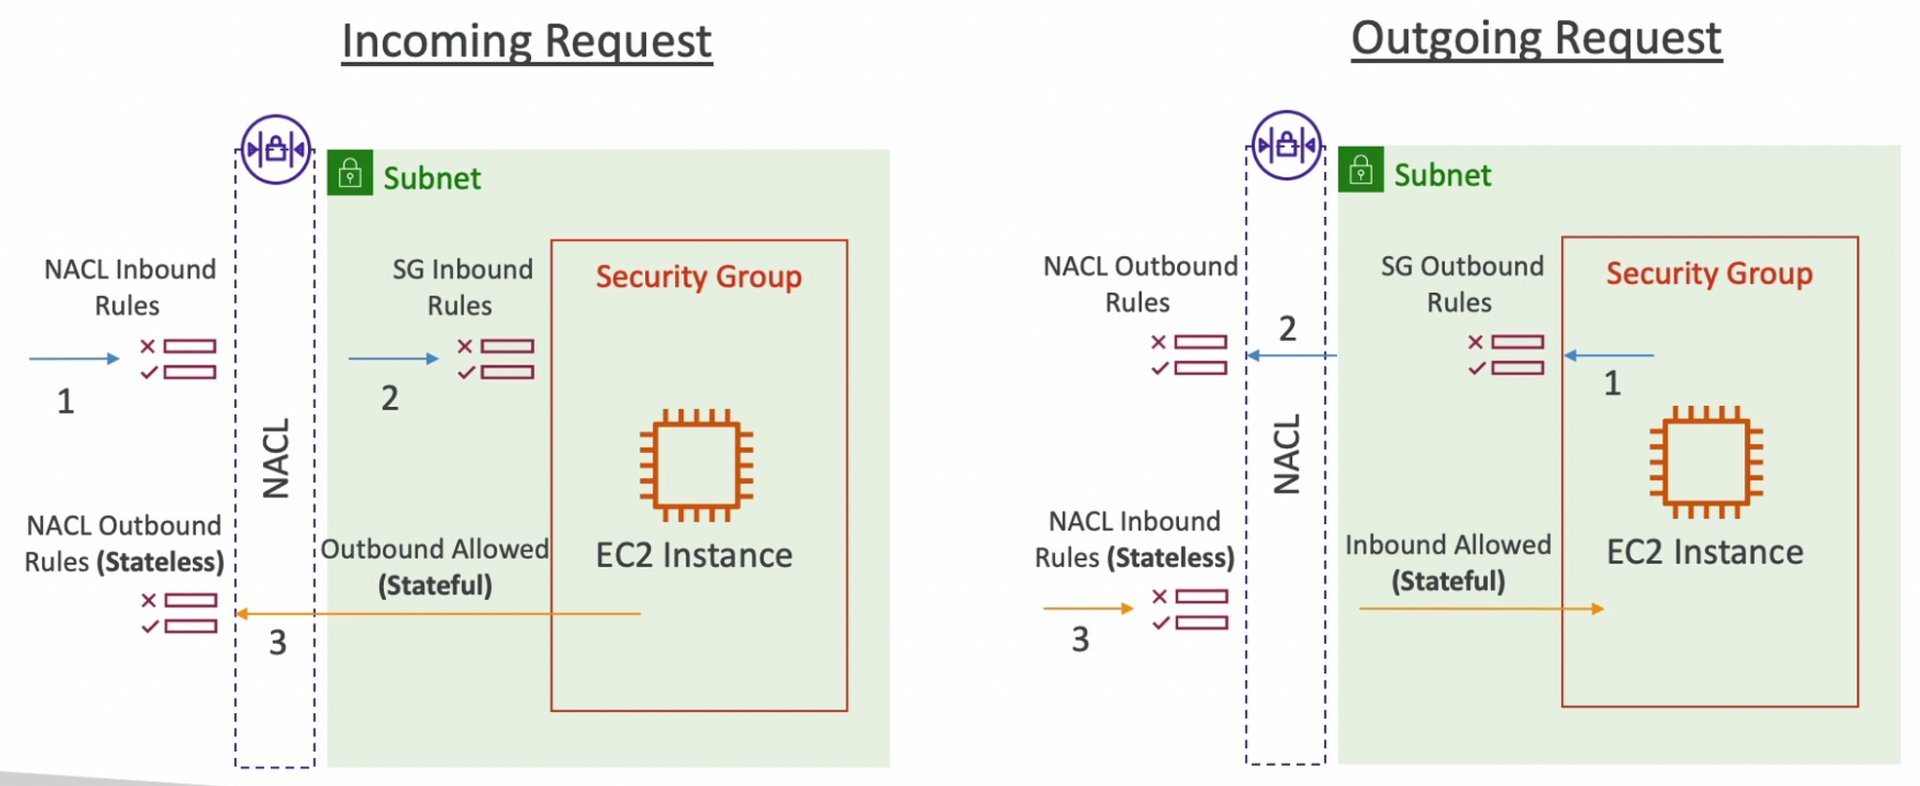 Incoming Request
Subnet
NACL Inbound
Rules
SG Inbound
Rules
Security Group
1
2
NACL
NACL Outbound
Rules (Stateless)
Outbound Allowed
(Stateful)
EC2 Instance
3
Outgoing Request
Subnet
NACL Outbound
Rules
SG Outbound
Rules
Security Group
2
1
NACL
NACL Inbound
Rules (Stateless)
Inbound Allowed
(Stateful)
EC2 Instance
3